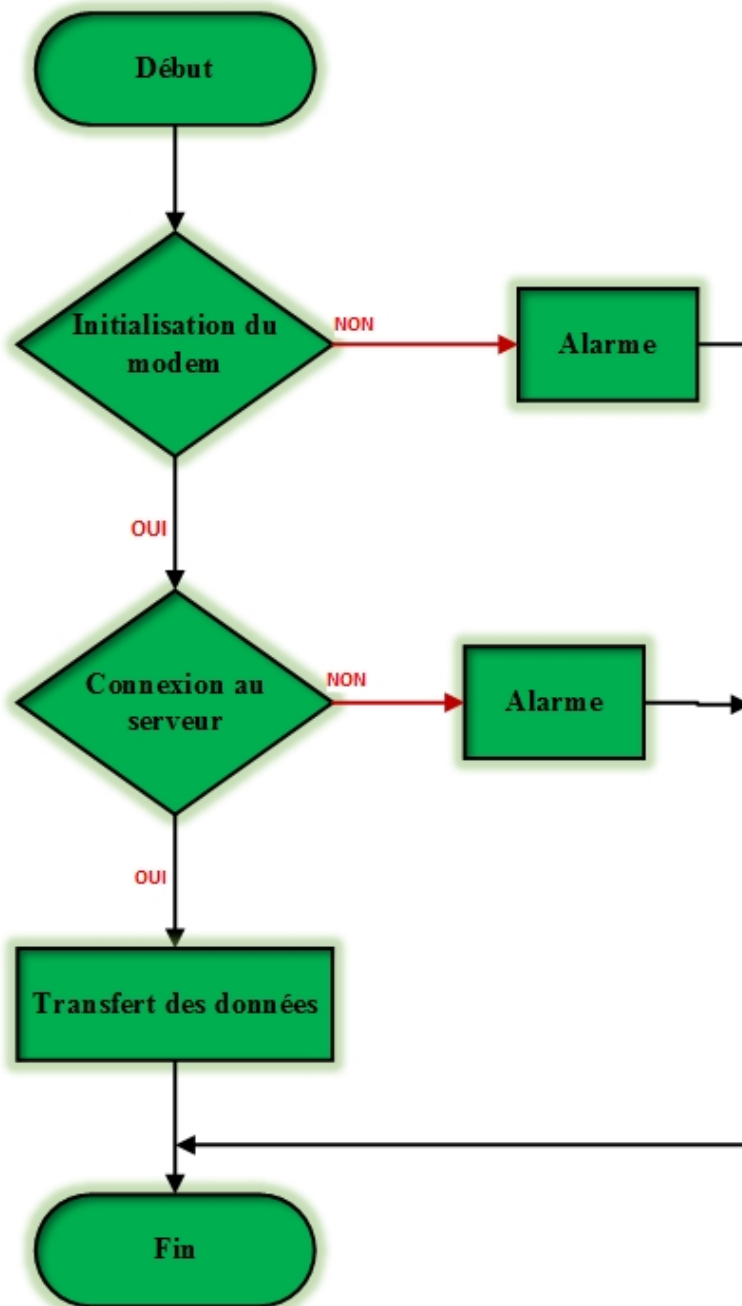 Début
Initialisation du
modem
NON
Alarme
OUI
Connexion au
serveur
NON
Alarme
OUI
Transfert des données
Fin